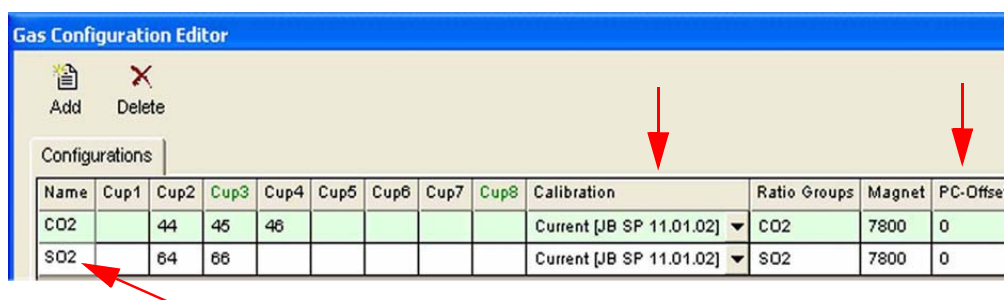 Gas Configuration Editor
Add Delete
Configurations
Name Cup1 Cup2 Cup3 Cup4 Cup5 Cup6 Cup7 Cup8 Calibration Ratio Groups Magnet PC-Offse
CO2 44 45 46 Current [JB SP 11.01.02] CO2 7800 0
SO2 64 66 Current [JB SP 11.01.02] SO2 7800 0